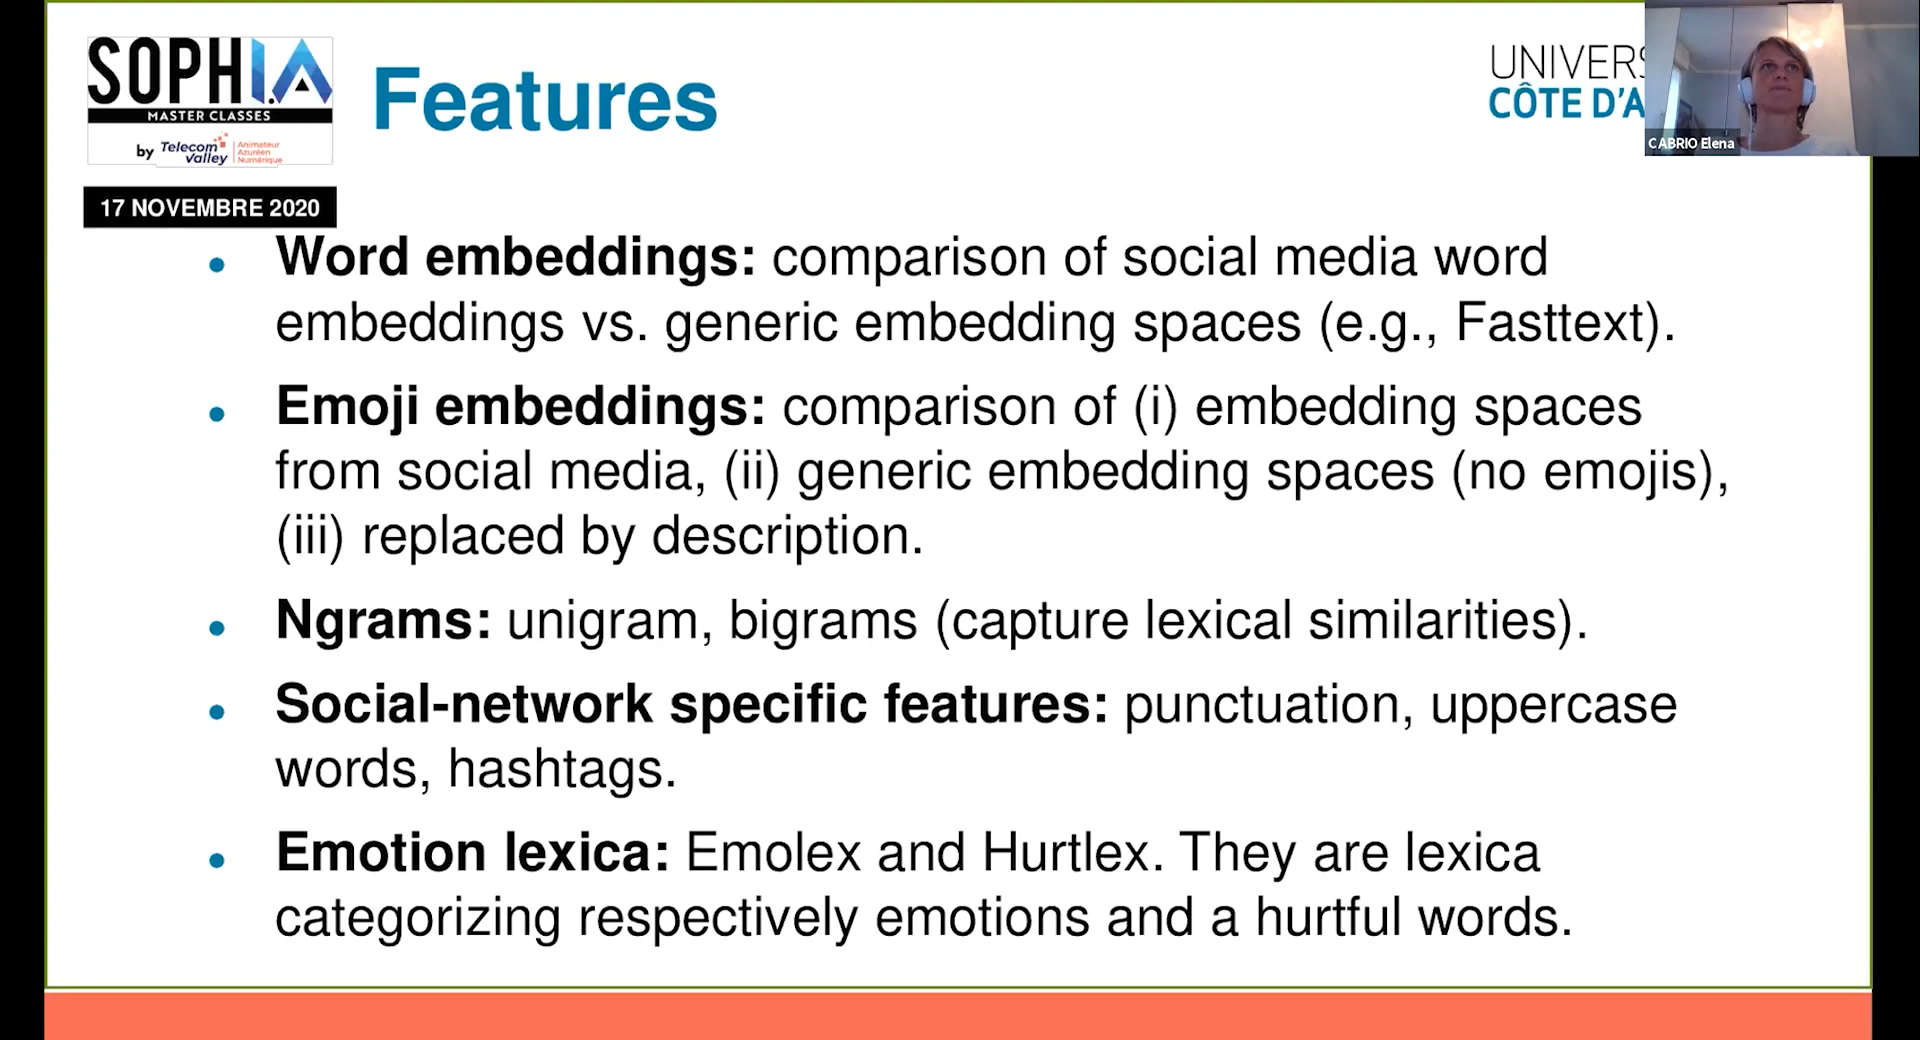 SOPHI.A
MASTER CLASSES
by Telecom Valley
Animateur
Azuréen
Numérique
Features
UNIVERS
CÔTE D'A
CABRIO Elena
17 NOVEMBRE 2020
• Word embeddings: comparison of social media word
embeddings vs. generic embedding spaces (e.g., Fasttext).
• Emoji embeddings: comparison of (i) embedding spaces
from social media, (ii) generic embedding spaces (no emojis),
(iii) replaced by description.
• Ngrams: unigram, bigrams (capture lexical similarities).
• Social-network specific features: punctuation, uppercase
words, hashtags.
• Emotion lexica: Emolex and Hurtlex. They are lexica
categorizing respectively emotions and a hurtful words.